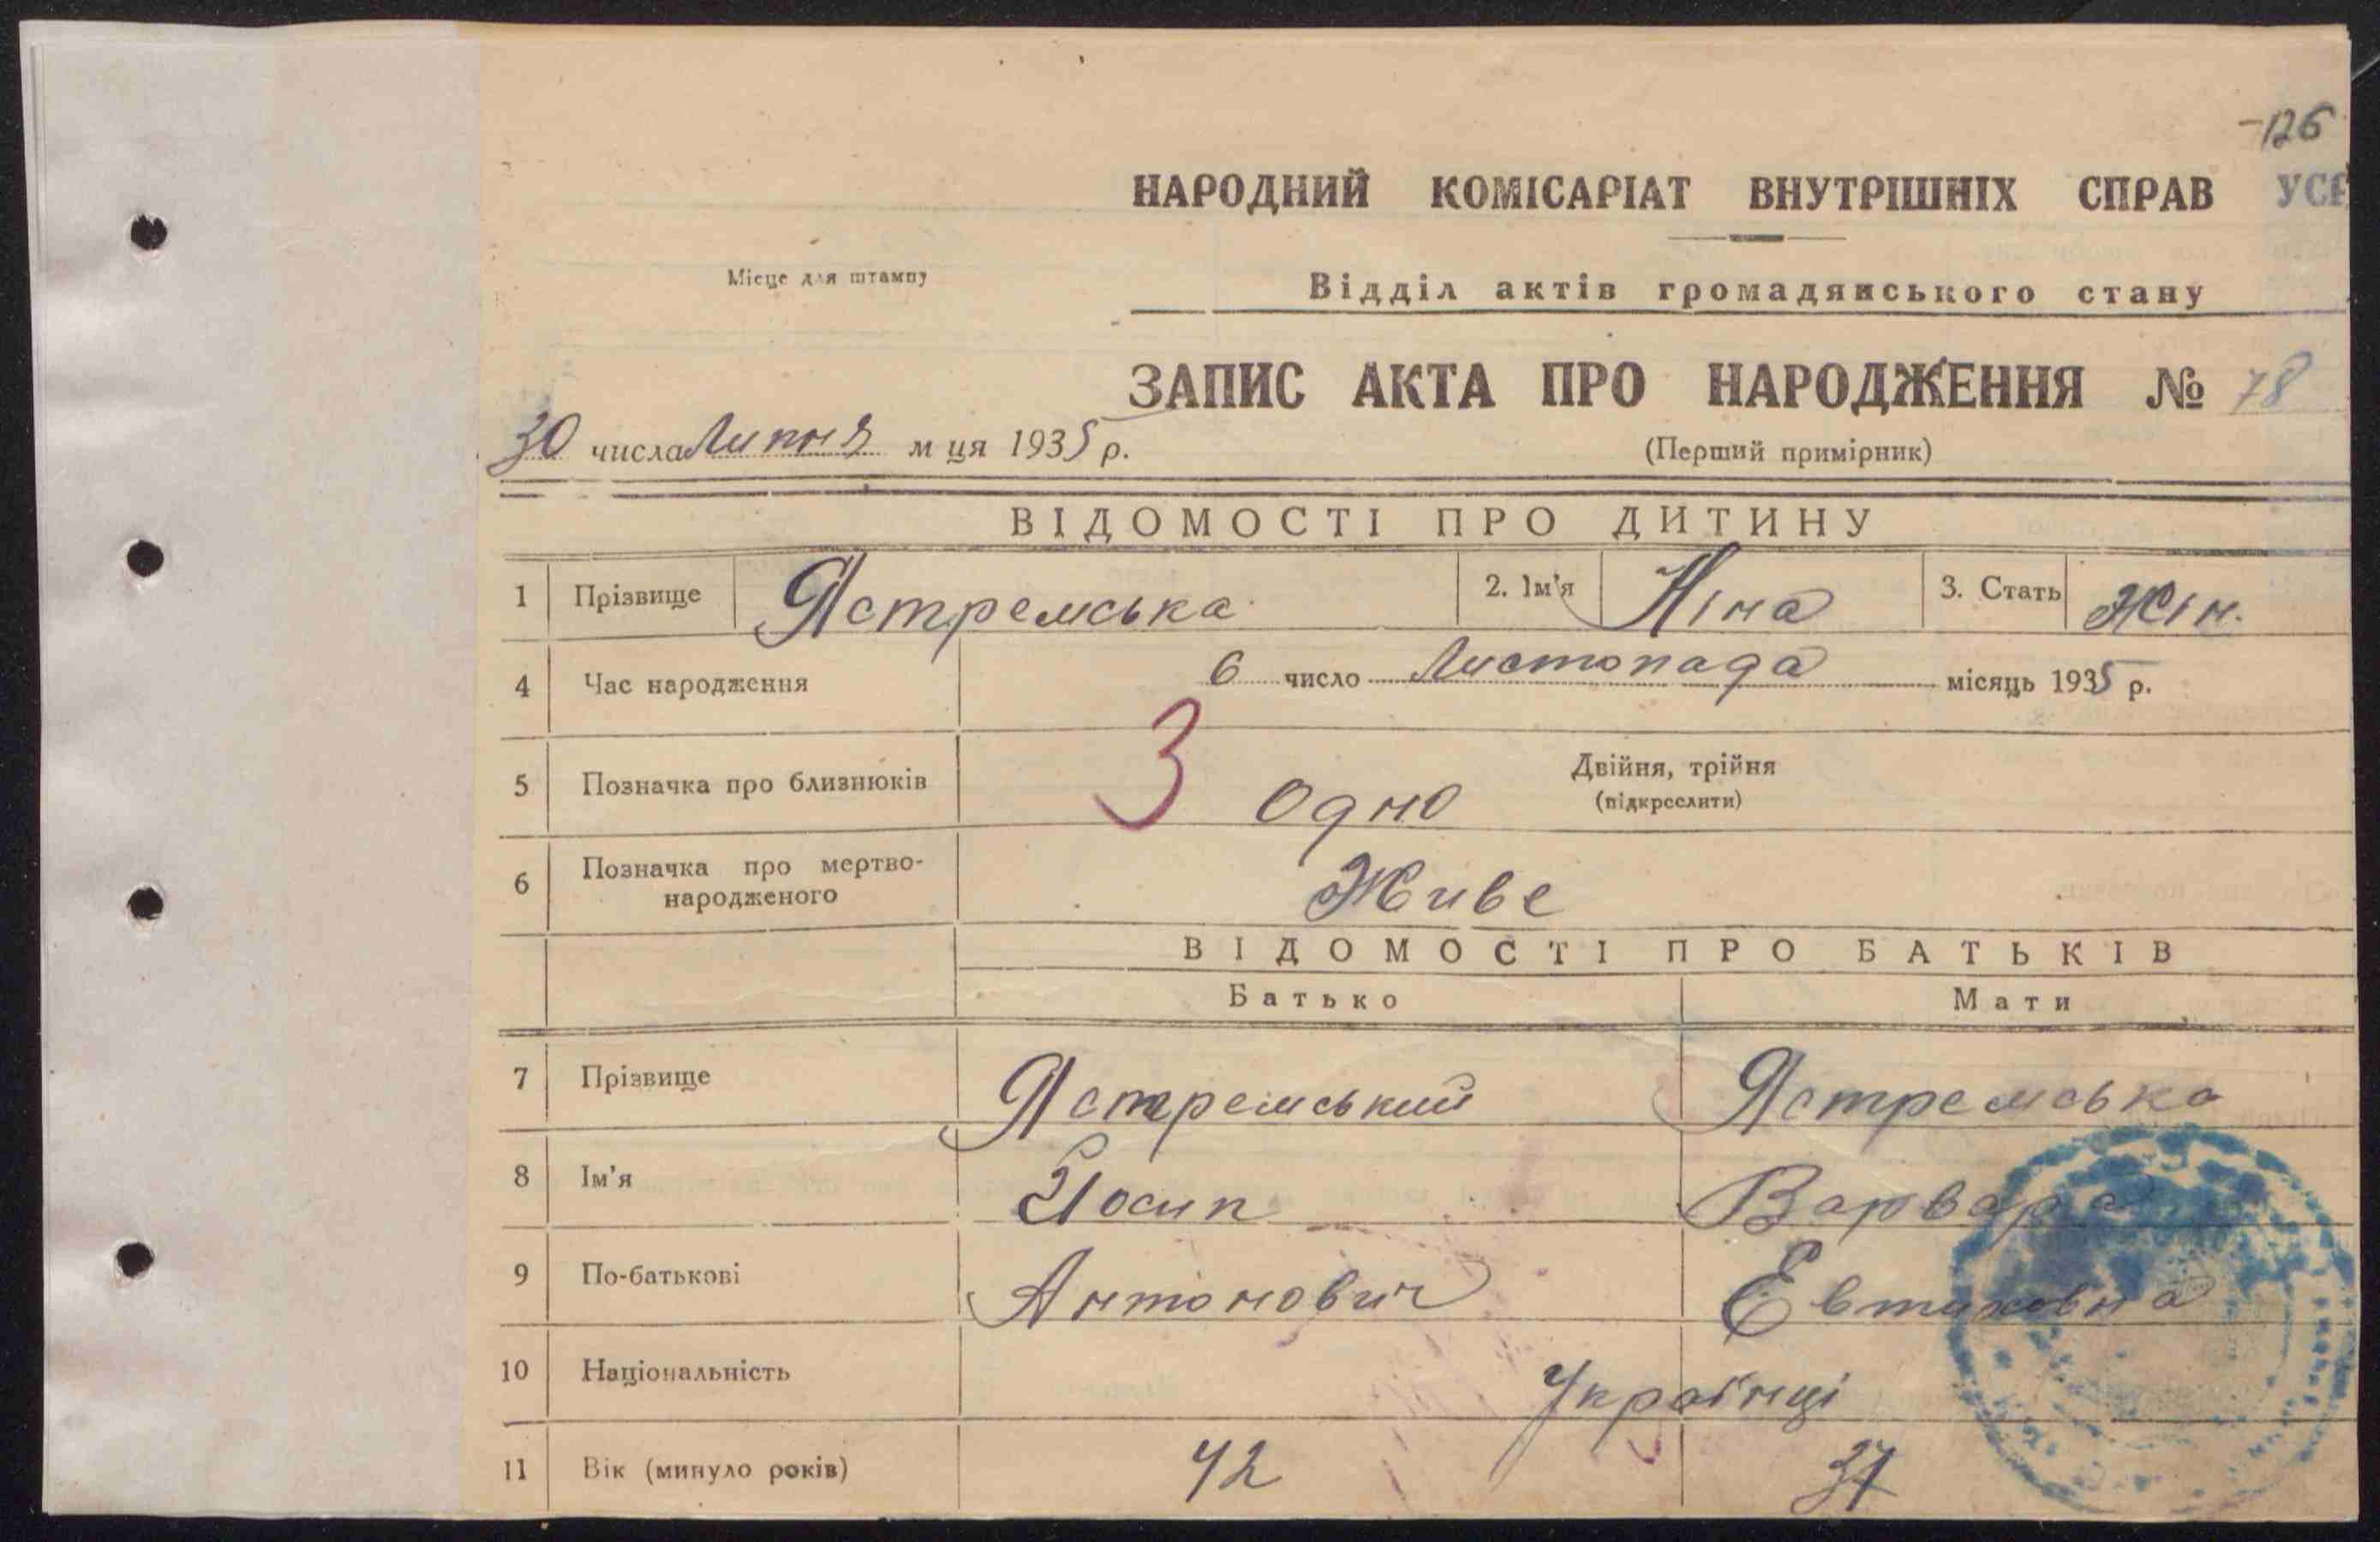 -126
НАРОДНИЙ КОМІСАРІАТ ВНУТРІШНІХ СПРАВ УСР
Місце для штампу
Відділ актів громадянського стану
ЗАПИС АКТА ПРО НАРОДЖЕННЯ № 78
30 числа Липня м ця 1935 р.
(Перший примірник)
ВІДОМОСТІ ПРО ДИТИНУ
1 Прізвище Ястремська 2. Ім'я Ніна 3. Стать Жін.
4 Час народження 6 число Листопада місяць 1935 р.
3
5 Позначка про близнюків Одно Двійня, трійня
(підкреслити)
6 Позначка про мертво-
народженого Живе
ВІДОМОСТІ ПРО БАТЬКІВ
Батько Мати
7 Прізвище Ястремський Ястремська
8 Ім'я Йосип Варвара
9 По-батькові Антонович Евтиховна
10 Національність Українці
11 Вік (минуло років) 42 37